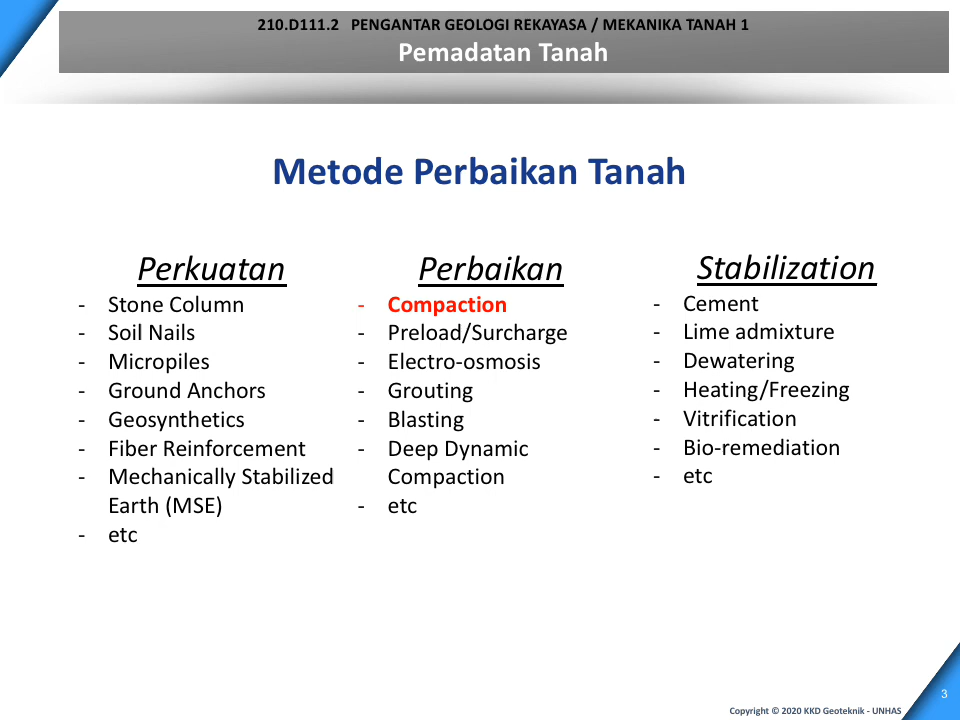 210.D111.2 PENGANTAR GEOLOGI REKAYASA / MEKANIKA TANAH 1
Pemadatan Tanah
Metode Perbaikan Tanah
Perkuatan
- Stone Column
- Soil Nails
- Micropiles
- Ground Anchors
- Geosynthetics
- Fiber Reinforcement
- Mechanically Stabilized
Earth (MSE)
- etc
Perbaikan
- Compaction
- Preload/Surcharge
- Electro-osmosis
- Grouting
- Blasting
- Deep Dynamic
Compaction
- etc
Stabilization
- Cement
- Lime admixture
- Dewatering
- Heating/Freezing
- Vitrification
- Bio-remediation
- etc
3
Copyright © 2020 KKD Geoteknik - UNHAS